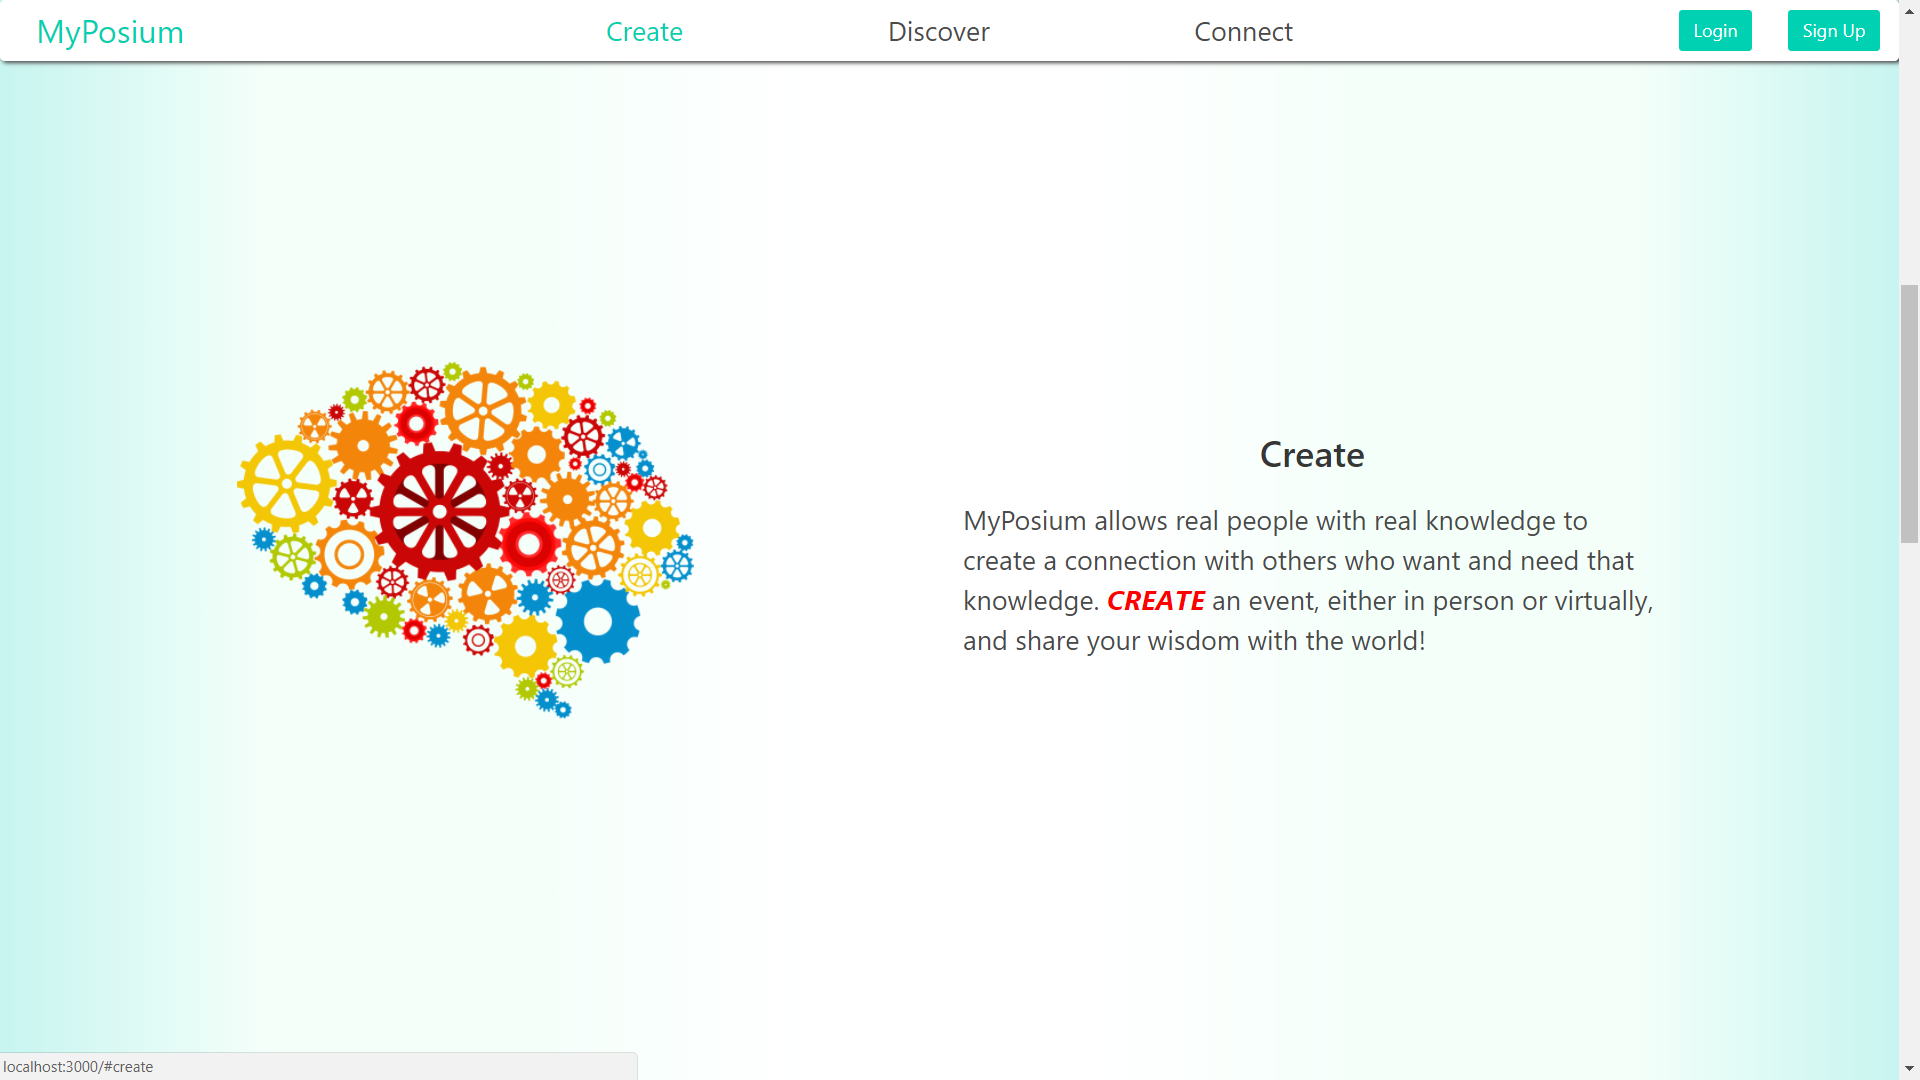 MyPosium Create Discover Connect Login Sign Up
Create
MyPosium allows real people with real knowledge to
create a connection with others who want and need that
knowledge. CREATE an event, either in person or virtually,
and share your wisdom with the world!
localhost:3000/#create